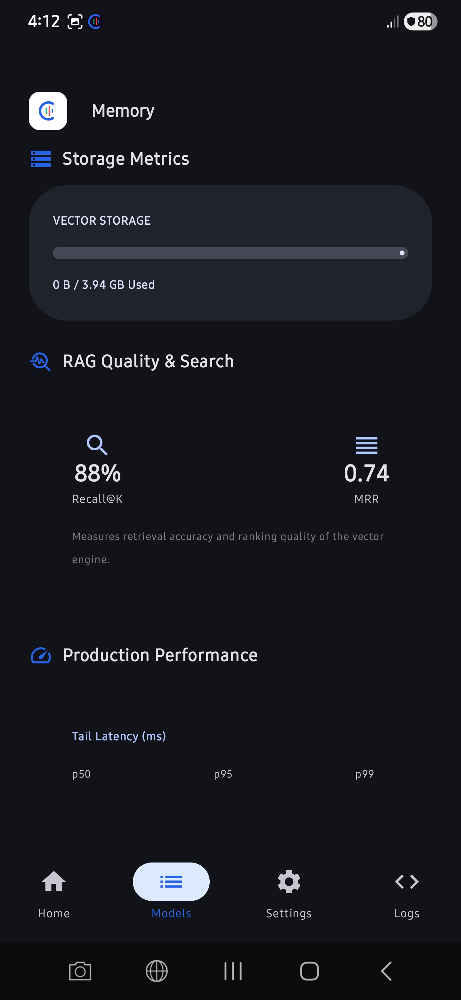 4:12
80
Memory
Storage Metrics
VECTOR STORAGE
0 B / 3.94 GB Used
RAG Quality & Search
88%
0.74
Recall@K
MRR
Measures retrieval accuracy and ranking quality of the vector
engine.
Production Performance
Tail Latency (ms)
p50
p95
p99
Home
Models
Settings
Logs